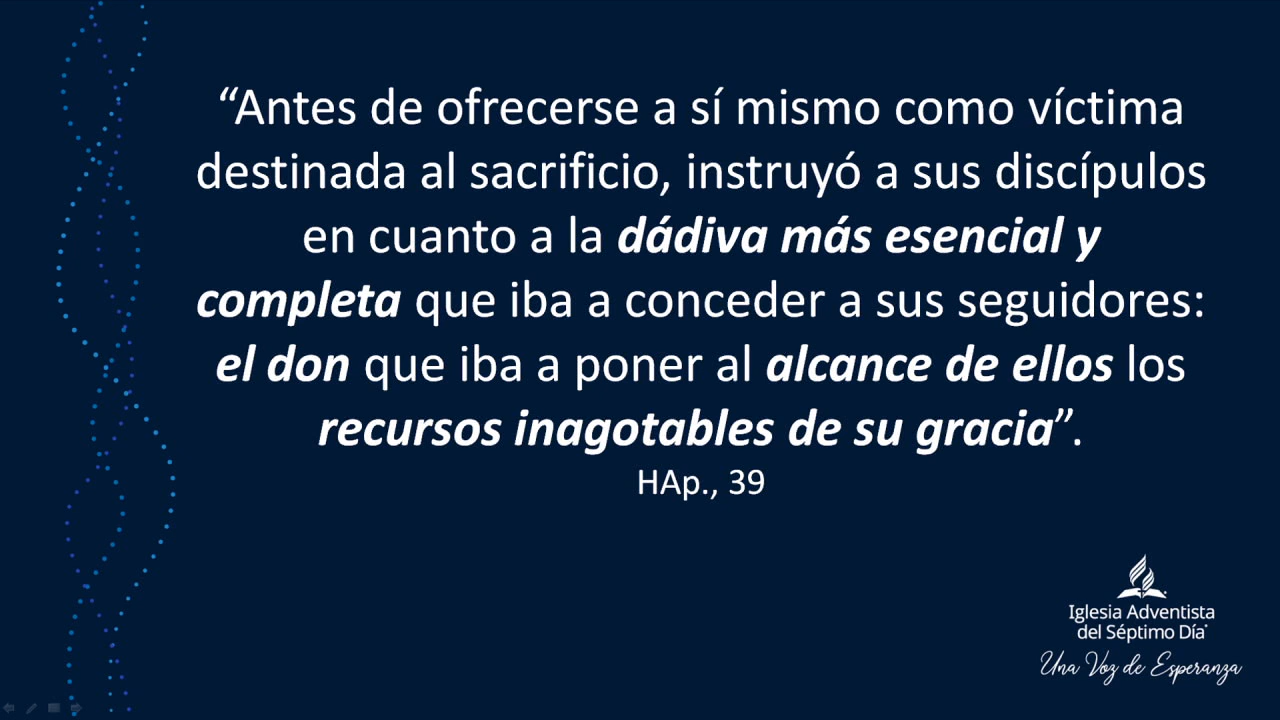 “Antes de ofrecerse a sí mismo como víctima
destinada al sacrificio, instruyó a sus discípulos
en cuanto a la dádiva más esencial y
completa que iba a conceder a sus seguidores:
el don que iba a poner al alcance de ellos los
recursos inagotables de su gracia”.
HAp., 39
Iglesia Adventista
del Séptimo Día
Una Voz de Esperanza